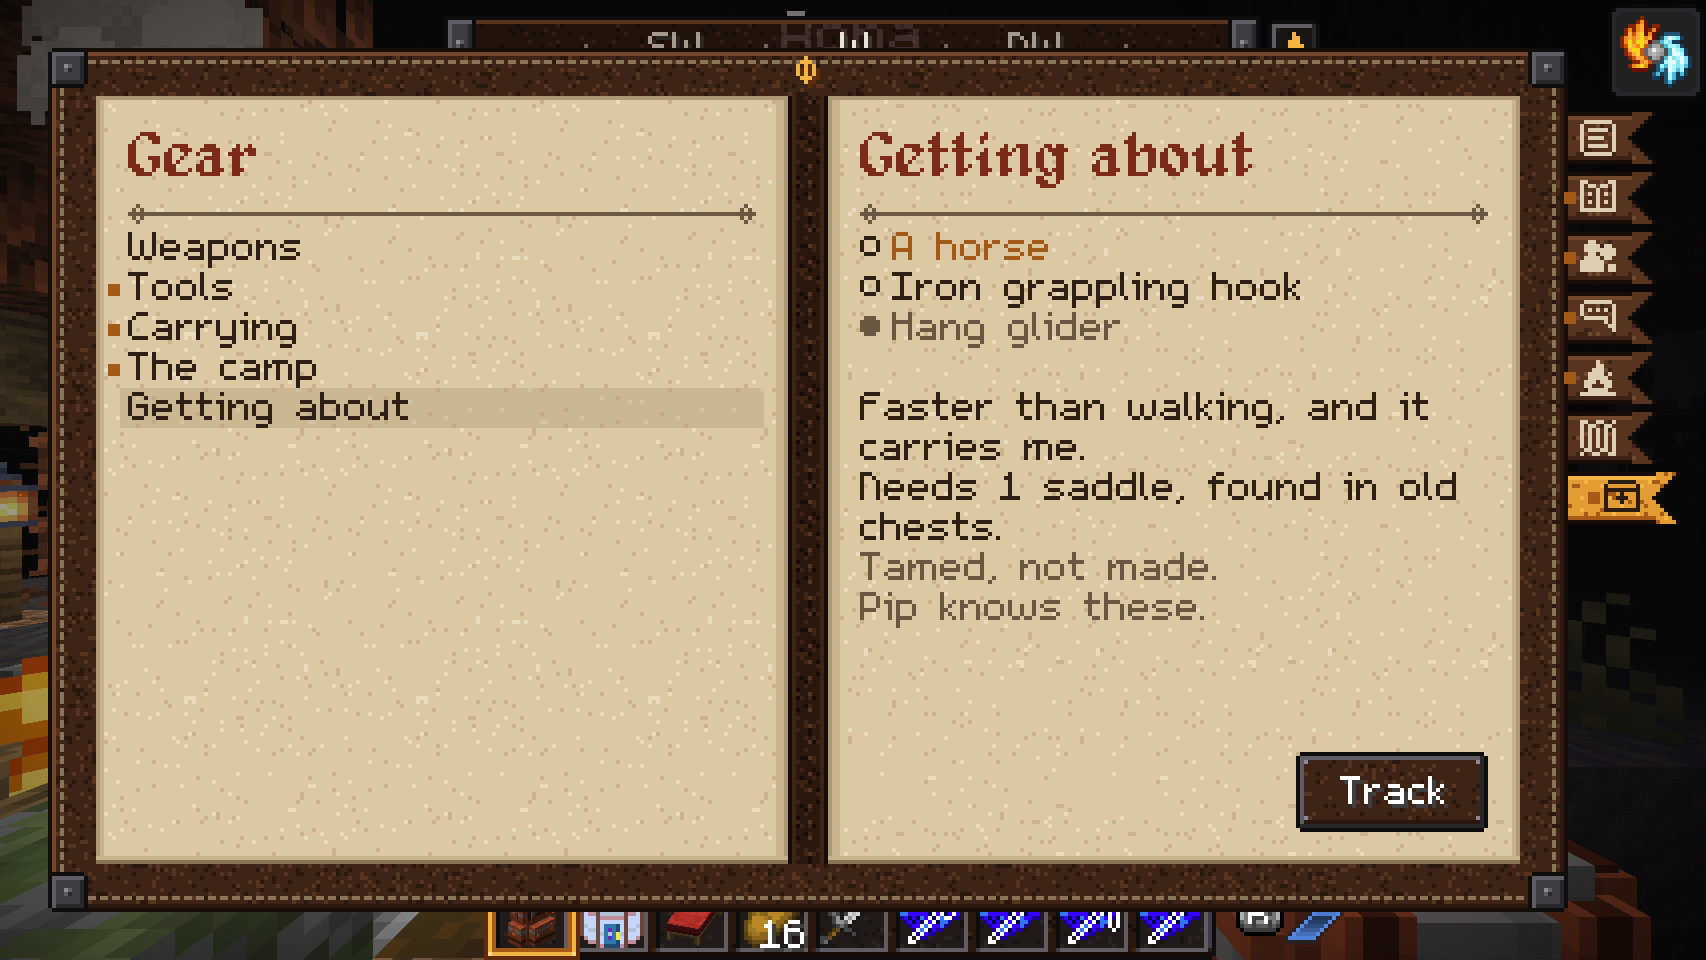 SW W NW
Gear
Weapons
Tools
Carrying
The camp
Getting about
Getting about
A horse
Iron grappling hook
Hang glider
Faster than walking, and it
carries me.
Needs 1 saddle, found in old
chests.
Tamed, not made.
Pip knows these.
Track
16